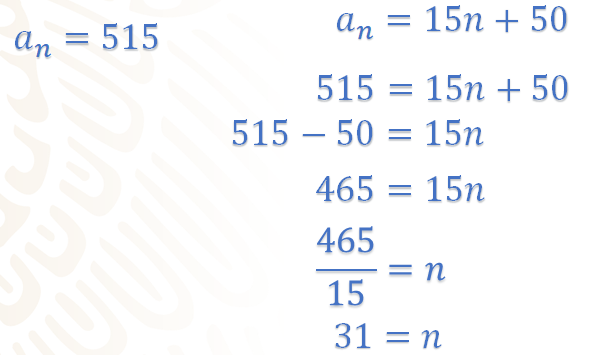 aₙ = 515
aₙ = 15n + 50
515 = 15n + 50
515 − 50 = 15n
465 = 15n
465/15 = n
31 = n